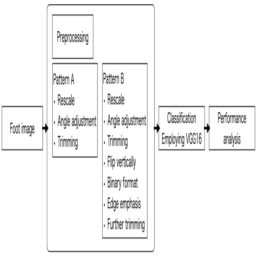 Preprocessing
Pattern A
• Rescale
• Angle adjustment
• Trimming
Pattern B
• Rescale
• Angle adjustment
• Trimming
• Flip vertically
• Binary format
• Edge emphasis
• Further trimming
Foot image
Classification
Employing VGG16
Performance
analysis